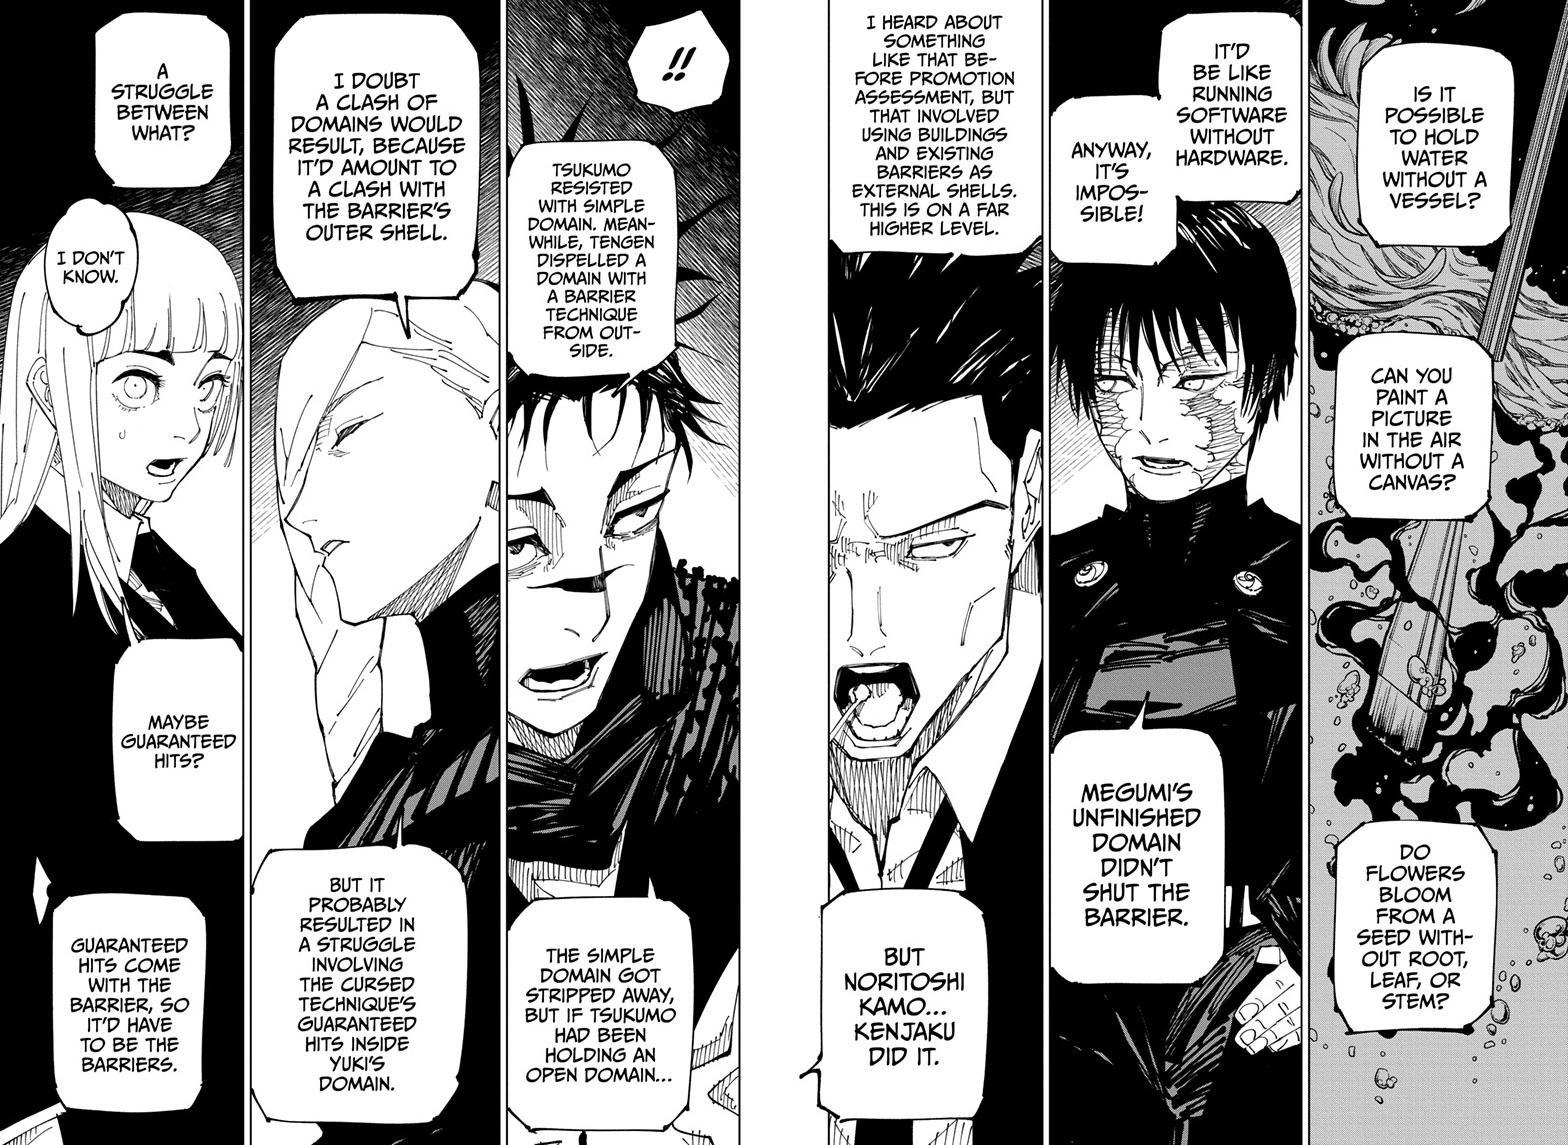 IS IT
POSSIBLE
TO HOLD
WATER
WITHOUT A
VESSEL?
CAN YOU
PAINT A
PICTURE
IN THE AIR
WITHOUT A
CANVAS?
DO
FLOWERS
BLOOM
FROM A
SEED WITH-
OUT ROOT,
LEAF, OR
STEM?
IT'D
BE LIKE
RUNNING
SOFTWARE
WITHOUT
HARDWARE.
ANYWAY,
IT'S
IMPOS-
SIBLE!
MEGUMI'S
UNFINISHED
DOMAIN
DIDN'T
SHUT THE
BARRIER.
I HEARD ABOUT
SOMETHING
LIKE THAT BE-
FORE PROMOTION
ASSESSMENT, BUT
THAT INVOLVED
USING BUILDINGS
AND EXISTING
BARRIERS AS
EXTERNAL SHELLS.
THIS IS ON A FAR
HIGHER LEVEL.
BUT
NORITOSHI
KAMO...
KENJAKU
DID IT.
!!
TSUKUMO
RESISTED
WITH SIMPLE
DOMAIN. MEAN-
WHILE, TENGEN
DISPELLED A
DOMAIN WITH
A BARRIER
TECHNIQUE
FROM OUT-
SIDE.
THE SIMPLE
DOMAIN GOT
STRIPPED AWAY,
BUT IF TSUKUMO
HAD BEEN
HOLDING AN
OPEN DOMAIN...
I DOUBT
A CLASH OF
DOMAINS WOULD
RESULT, BECAUSE
IT'D AMOUNT TO
A CLASH WITH
THE BARRIER'S
OUTER SHELL.
BUT IT
PROBABLY
RESULTED IN
A STRUGGLE
INVOLVING
THE CURSED
TECHNIQUE'S
GUARANTEED
HITS INSIDE
YUKI'S
DOMAIN.
A
STRUGGLE
BETWEEN
WHAT?
I DON'T
KNOW.
MAYBE
GUARANTEED
HITS?
GUARANTEED
HITS COME
WITH THE
BARRIER, SO
IT'D HAVE
TO BE THE
BARRIERS.